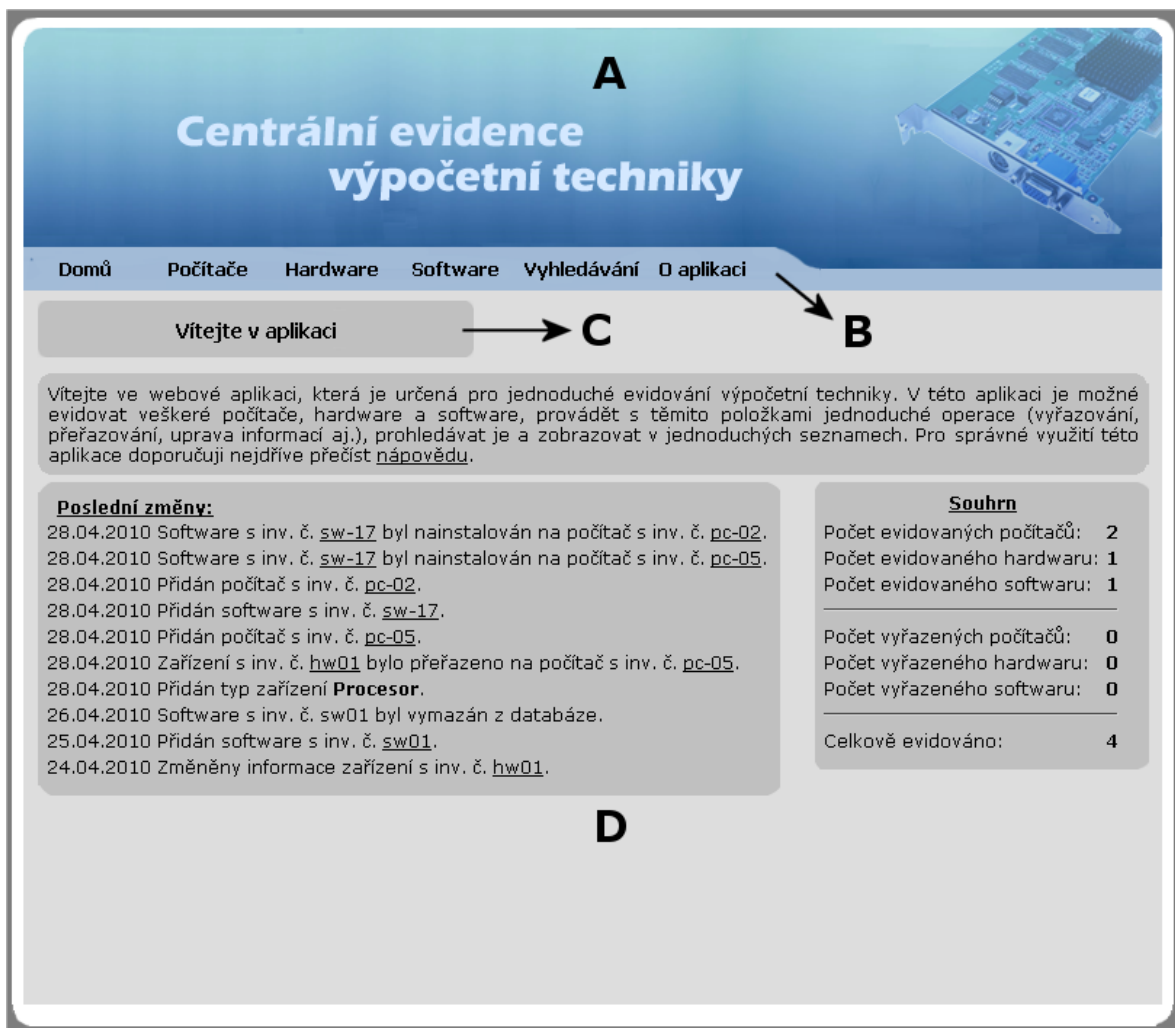 A
Centrální evidence
výpočetní techniky
Domů Počítače Hardware Software Vyhledávání O aplikaci
B
Vítejte v aplikaci
C
Vítejte ve webové aplikaci, která je určená pro jednoduché evidování výpočetní techniky. V této aplikaci je možné
evidovat veškeré počítače, hardware a software, provádět s těmito položkami jednoduché operace (vyřazování,
přeřazování, uprava informací aj.), prohledávat je a zobrazovat v jednoduchých seznamech. Pro správné využití této
aplikace doporučuji nejdříve přečíst nápovědu.
Poslední změny:
28.04.2010 Software s inv. č. sw-17 byl nainstalován na počítač s inv. č. pc-02.
28.04.2010 Software s inv. č. sw-17 byl nainstalován na počítač s inv. č. pc-05.
28.04.2010 Přidán počítač s inv. č. pc-02.
28.04.2010 Přidán software s inv. č. sw-17.
28.04.2010 Přidán počítač s inv. č. pc-05.
28.04.2010 Zařízení s inv. č. hw01 bylo přeřazeno na počítač s inv. č. pc-05.
28.04.2010 Přidán typ zařízení Procesor.
26.04.2010 Software s inv. č. sw01 byl vymazán z databáze.
25.04.2010 Přidán software s inv. č. sw01.
24.04.2010 Změněny informace zařízení s inv. č. hw01.
Souhrn
Počet evidovaných počítačů: 2
Počet evidovaného hardwaru: 1
Počet evidovaného softwaru: 1
Počet vyřazených počítačů: 0
Počet vyřazeného hardwaru: 0
Počet vyřazeného softwaru: 0
Celkově evidováno: 4
D